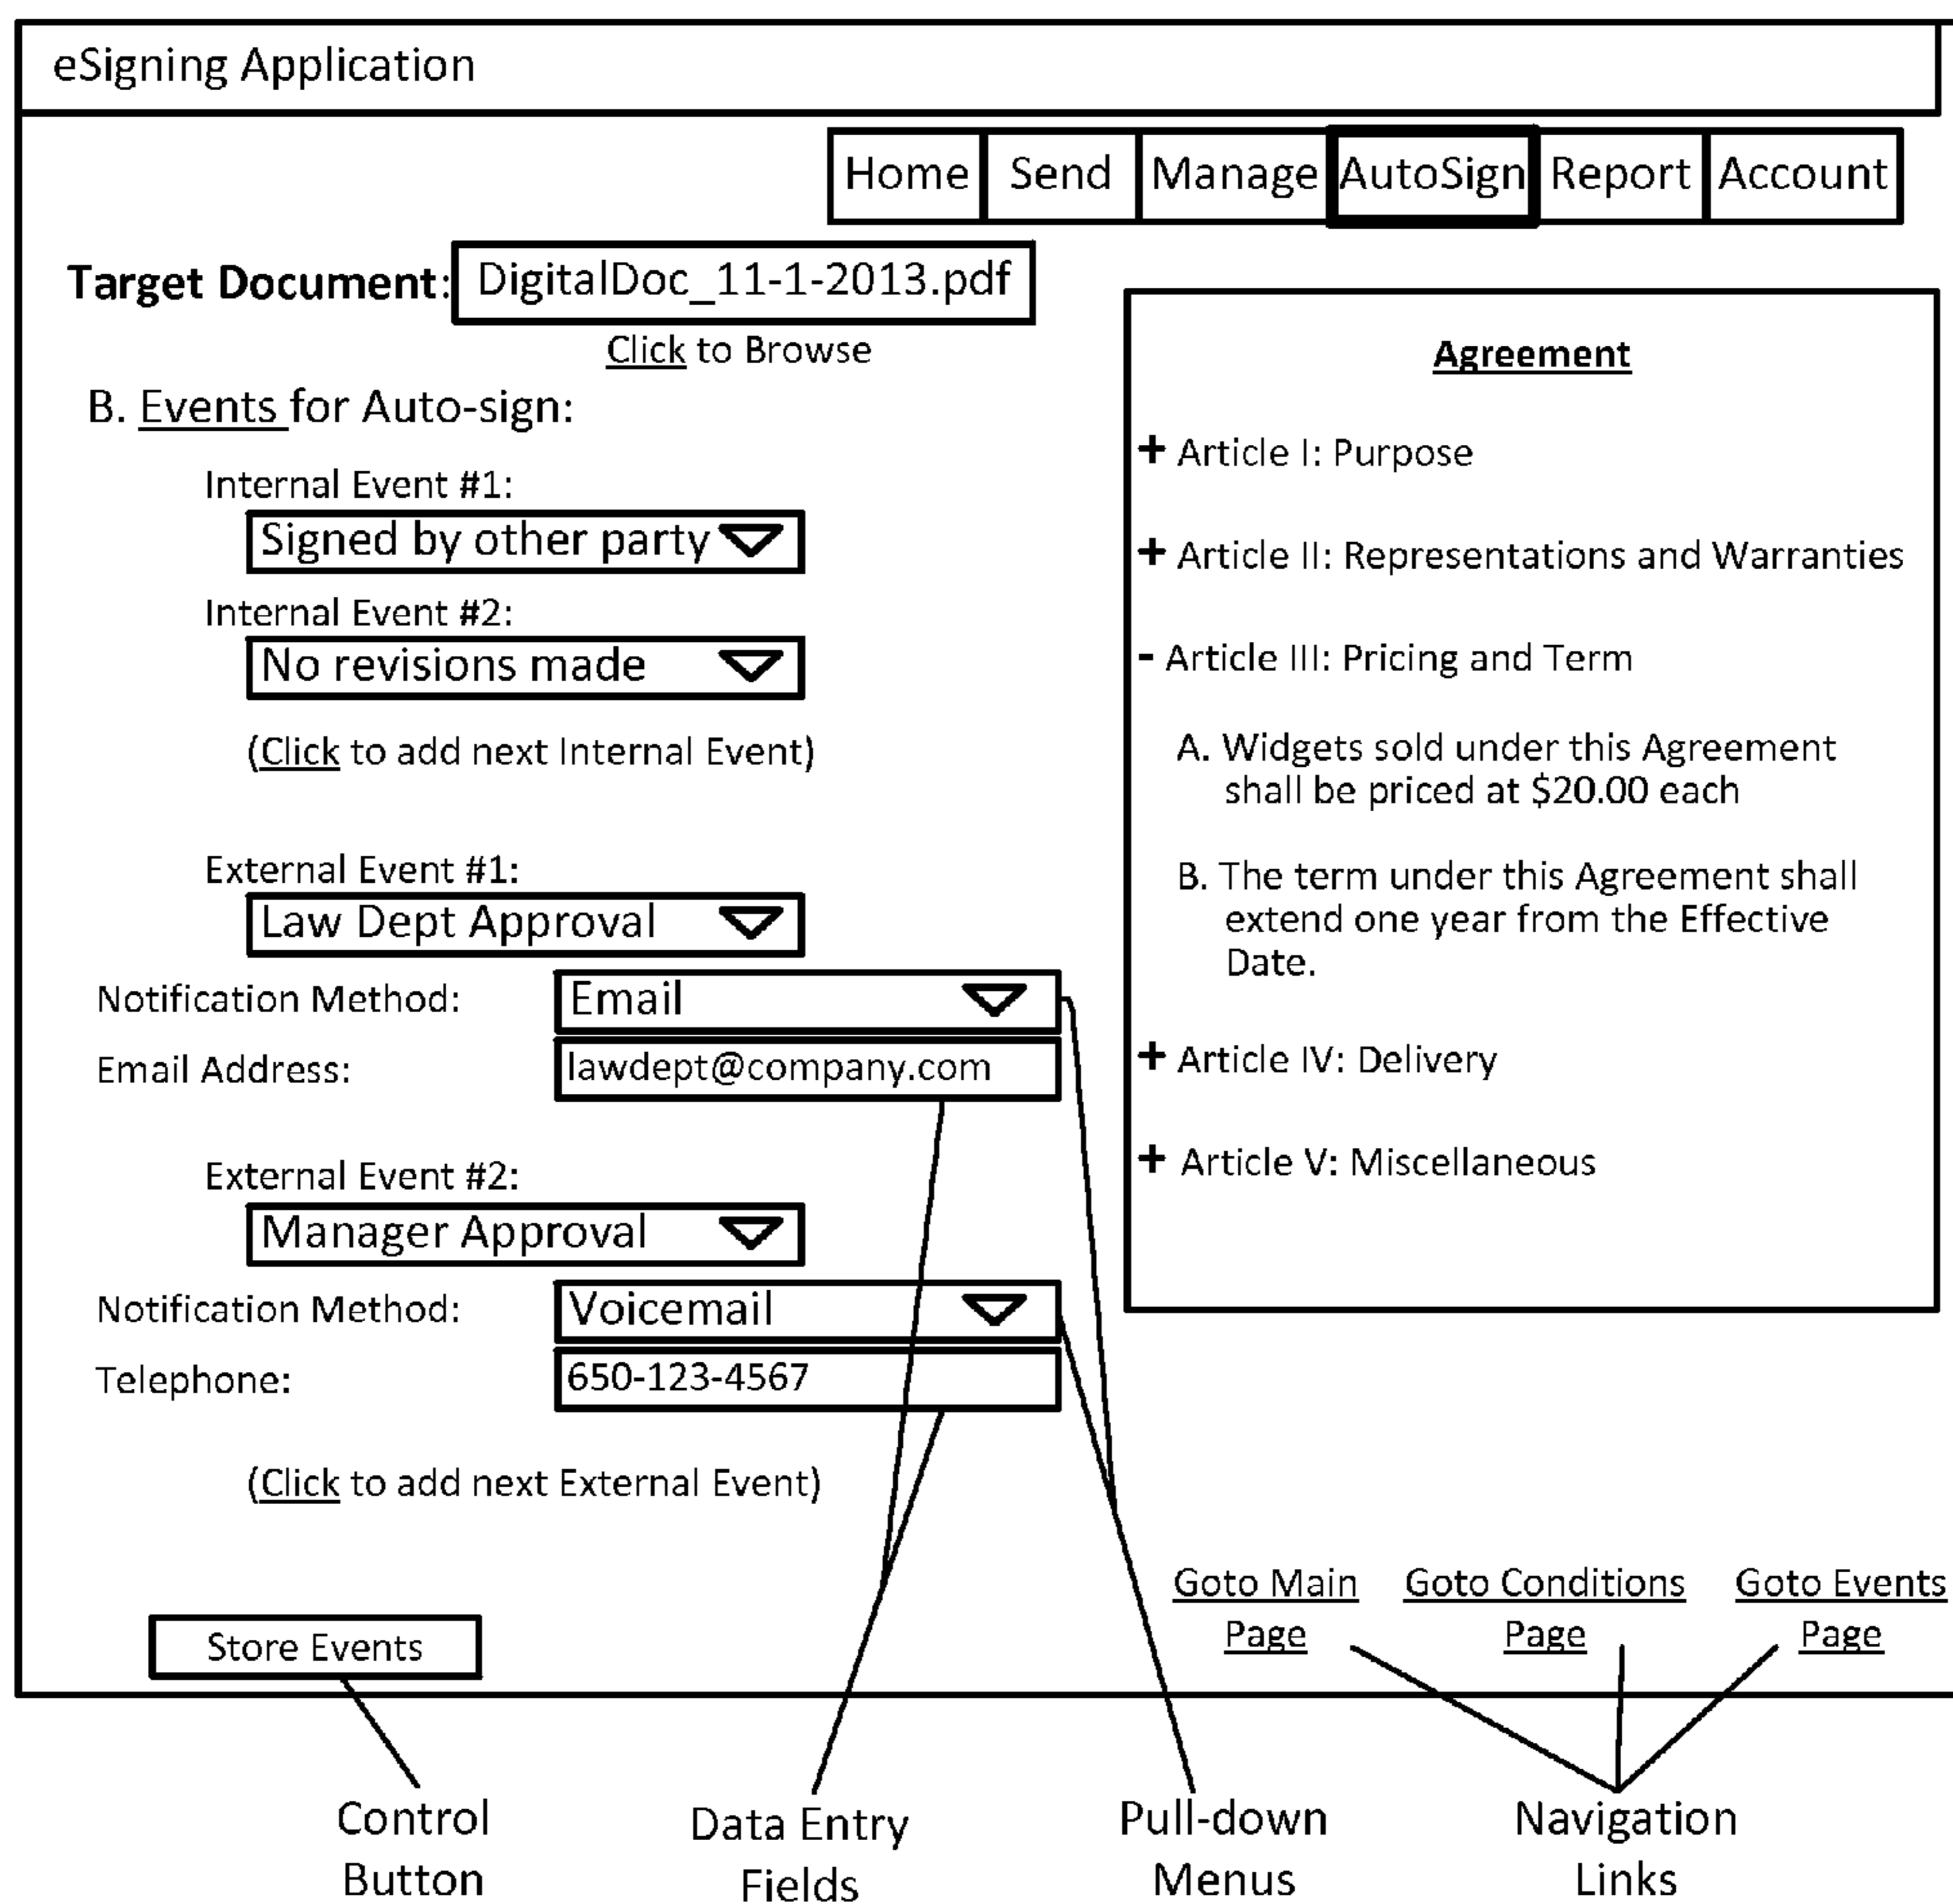 eSigning Application
Home Send Manage AutoSign Report Account
Target Document: DigitalDoc_11-1-2013.pdf
Click to Browse
B. Events for Auto-sign:
Internal Event #1:
Signed by other party
Internal Event #2:
No revisions made
(Click to add next Internal Event)
External Event #1:
Law Dept Approval
Notification Method: Email
Email Address: lawdept@company.com
External Event #2:
Manager Approval
Notification Method: Voicemail
Telephone: 650-123-4567
(Click to add next External Event)
Store Events
Agreement
+ Article I: Purpose
+ Article II: Representations and Warranties
- Article III: Pricing and Term
A. Widgets sold under this Agreement
shall be priced at $20.00 each
B. The term under this Agreement shall
extend one year from the Effective
Date.
+ Article IV: Delivery
+ Article V: Miscellaneous
Goto Main
Page
Goto Conditions
Page
Goto Events
Page
Control
Button
Data Entry
Fields
Pull-down
Menus
Navigation
Links